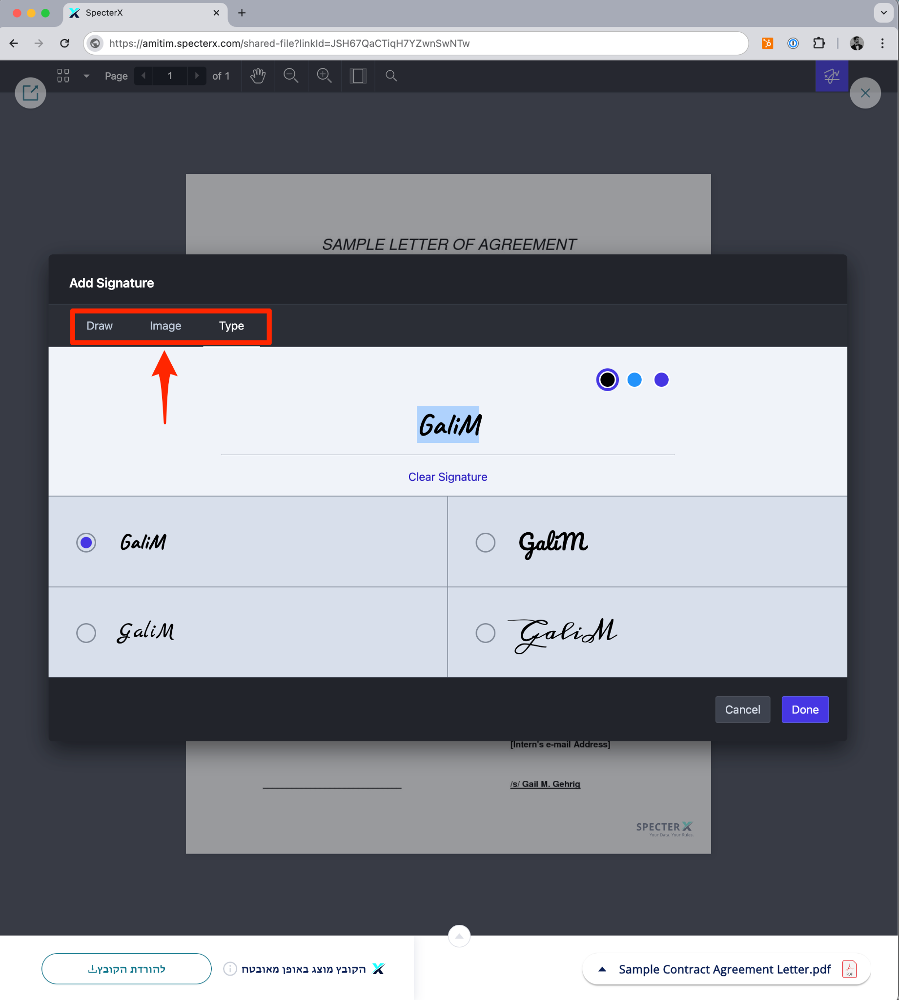 SpecterX
https://amitim.specterx.com/shared-file?linkId=JSH67QaCTiqH7YZwnSwNTw
Page 1 of 1
SAMPLE LETTER OF AGREEMENT
Add Signature
Draw Image Type
GaliM
Clear Signature
GaliM GaliM
GaliM GaliM
Cancel Done
[Intern's e-mail Address]
/s/ Gail M. Gehrig
SPECTERX
Your Data. Your Rules.
להורדת הקובץ
הקובץ מוצג באופן מאובטח
Sample Contract Agreement Letter.pdf
PDF